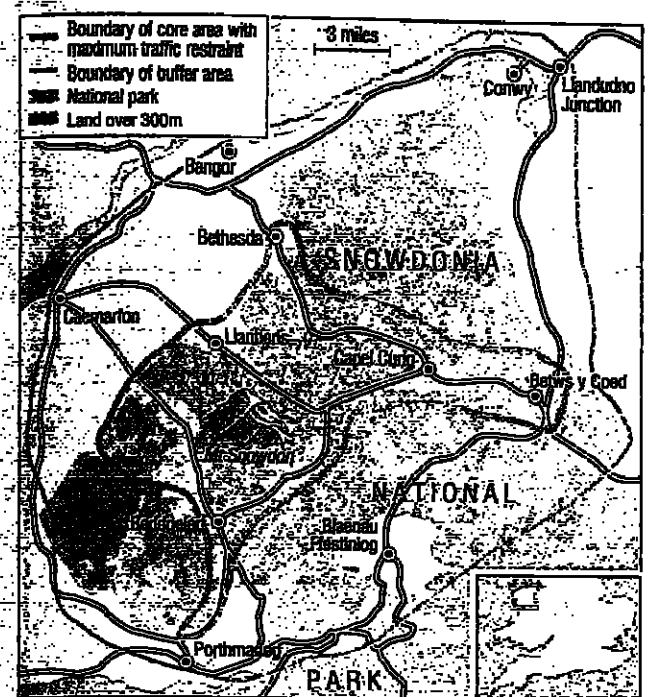 Boundary of core area with
maximum traffic restraint
Boundary of buffer area
National park
Land over 300m
3 miles
Conwy
Llandudno
Junction
Bangor
Bethesda
SNOWDONIA
Caernarfon
Llanberis
Capel Curig
Betws y Coed
Mt Snowdon
NATIONAL
Beddgelert
Blaenau
Ffestiniog
Porthmadog
PARK